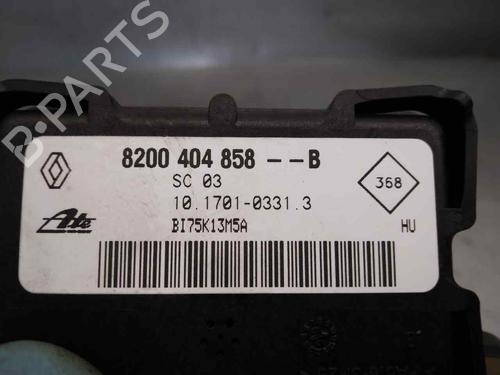 B-PARTS
8200 404 858 --B
SC 03
10.1701-0331.3
BI75K13M5A
368
Ate
HU